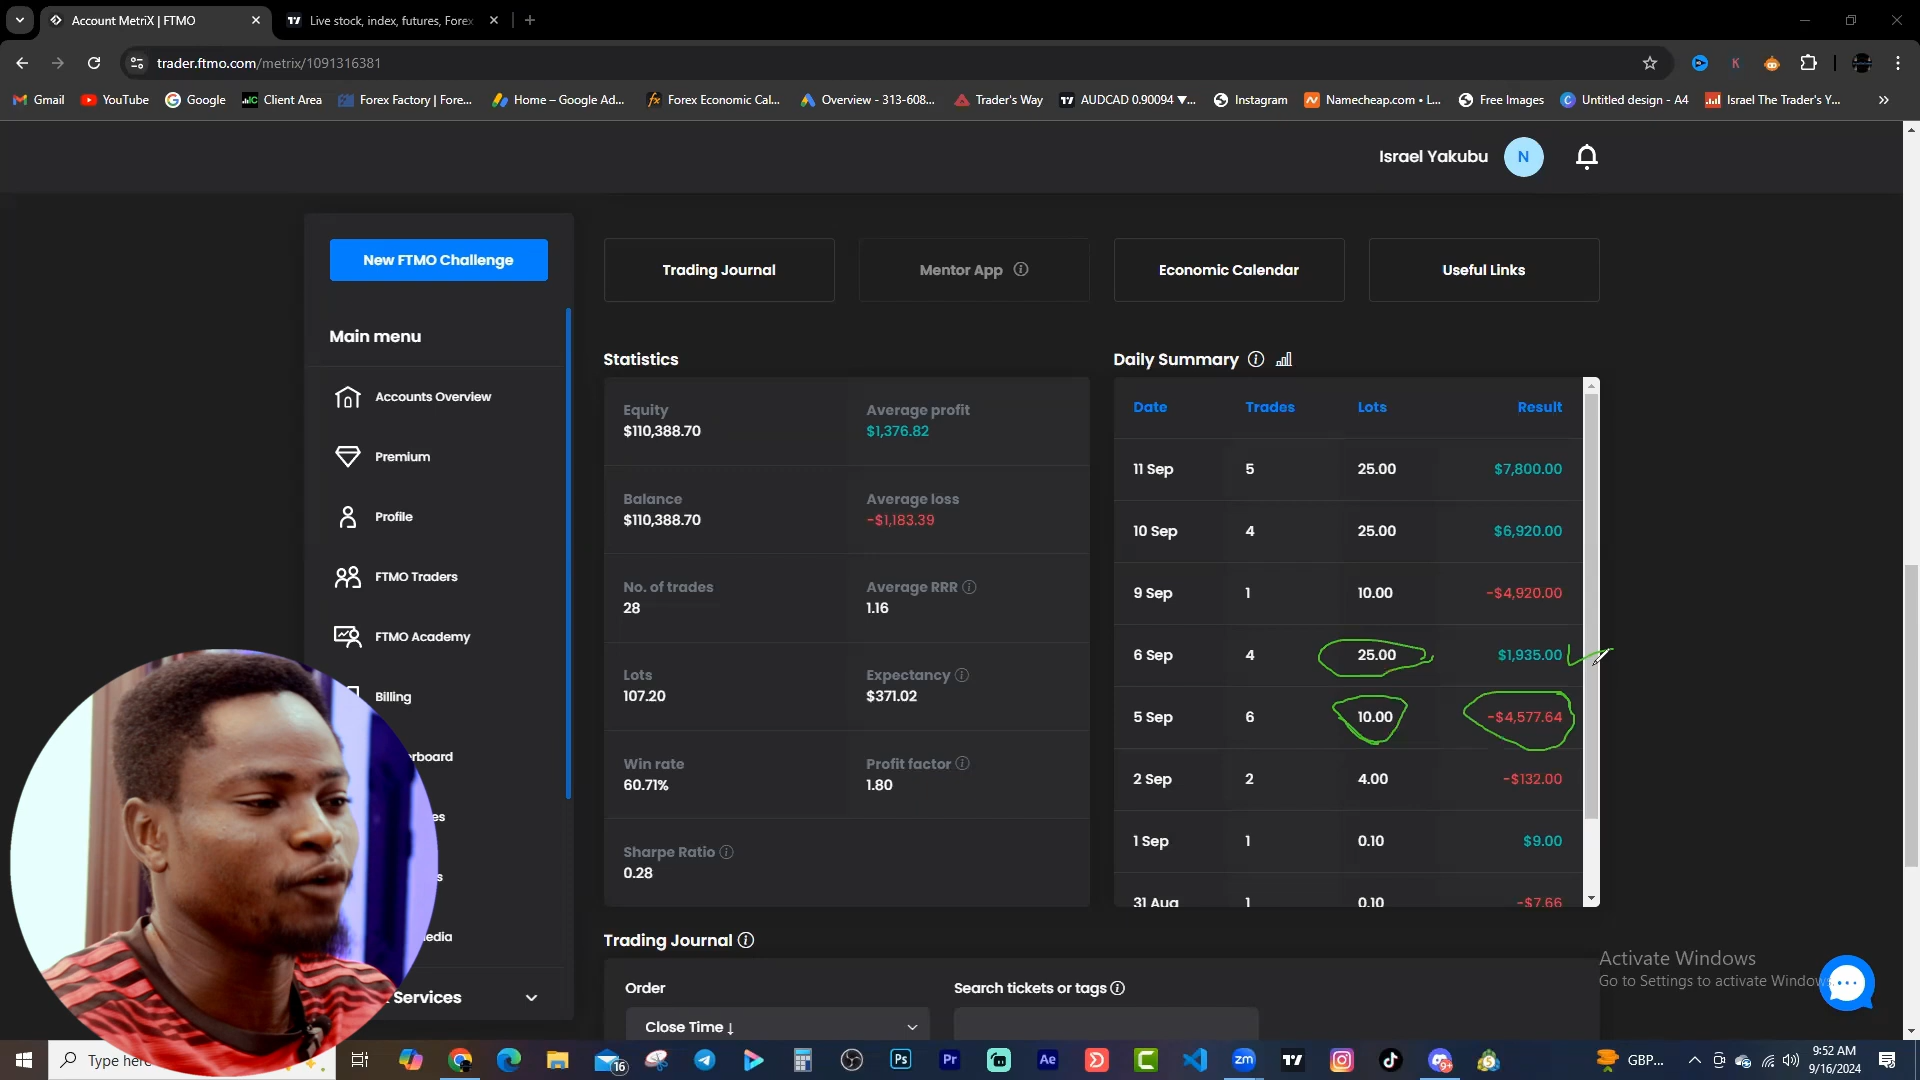 Account MetriX | FTMO
Live stock, index, futures, Forex
trader.ftmo.com/metrix/1091316381
Gmail
YouTube
Google
Client Area
Forex Factory | Fore...
Home – Google Ad...
Forex Economic Cal...
Overview - 313-608...
Trader's Way
AUDCAD 0.90094 ▼...
Instagram
Namecheap.com • L...
Free Images
Untitled design - A4
Israel The Trader's Y...
Israel Yakubu N
New FTMO Challenge
Main menu
Accounts Overview
Premium
Profile
FTMO Traders
FTMO Academy
Billing
Services
Trading Journal
Mentor App
Economic Calendar
Useful Links
Statistics
Equity
$110,388.70
Average profit
$1,376.82
Balance
$110,388.70
Average loss
-$1,183.39
No. of trades
28
Average RRR
1.16
Lots
107.20
Expectancy
$371.02
Win rate
60.71%
Profit factor
1.80
Sharpe Ratio
0.28
Daily Summary
Date Trades Lots Result
11 Sep 5 25.00 $7,800.00
10 Sep 4 25.00 $6,920.00
9 Sep 1 10.00 -$4,920.00
6 Sep 4 25.00 $1,935.00
5 Sep 6 10.00 -$4,577.64
2 Sep 2 4.00 -$132.00
1 Sep 1 0.10 $9.00
31 Aug 1 0.10 -$7.66
Trading Journal
Order
Close Time ↓
Search tickets or tags
Activate Windows
Go to Settings to activate Windows
Type here
16
Ps
Pr
Ae
zm
9+
GBP...
9:52 AM
9/16/2024